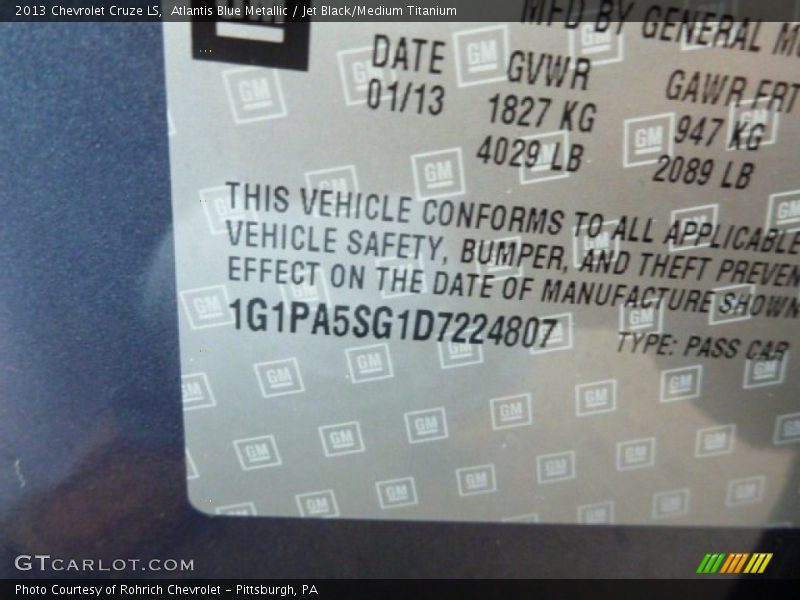 2013 Chevrolet Cruze LS, Atlantis Blue Metallic / Jet Black/Medium Titanium
MFD BY GENERAL
DATE GVWR GAWR FRT
01/13 1827 KG 947 KG
4029 LB 2089 LB
THIS VEHICLE CONFORMS TO ALL APPLICABLE
VEHICLE SAFETY, BUMPER, AND THEFT PREVEN
EFFECT ON THE DATE OF MANUFACTURE SHOWN
1G1PA5SG1D7224807 TYPE: PASS CAR
GTCARLOT.COM
Photo Courtesy of Rohrich Chevrolet - Pittsburgh, PA